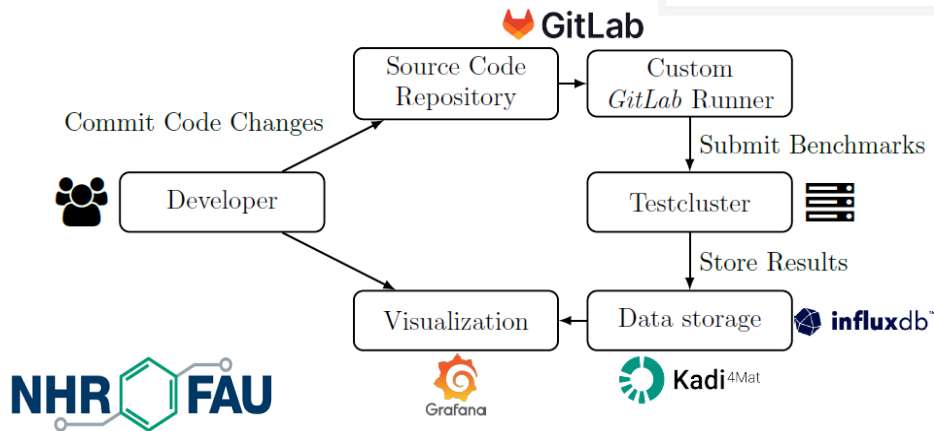 GitLab
Source Code
Repository
Custom
GitLab Runner
Commit Code Changes
Submit Benchmarks
Developer
Testcluster
Store Results
Visualization
Data storage
influxdb™
Grafana
Kadi4Mat
NHR FAU